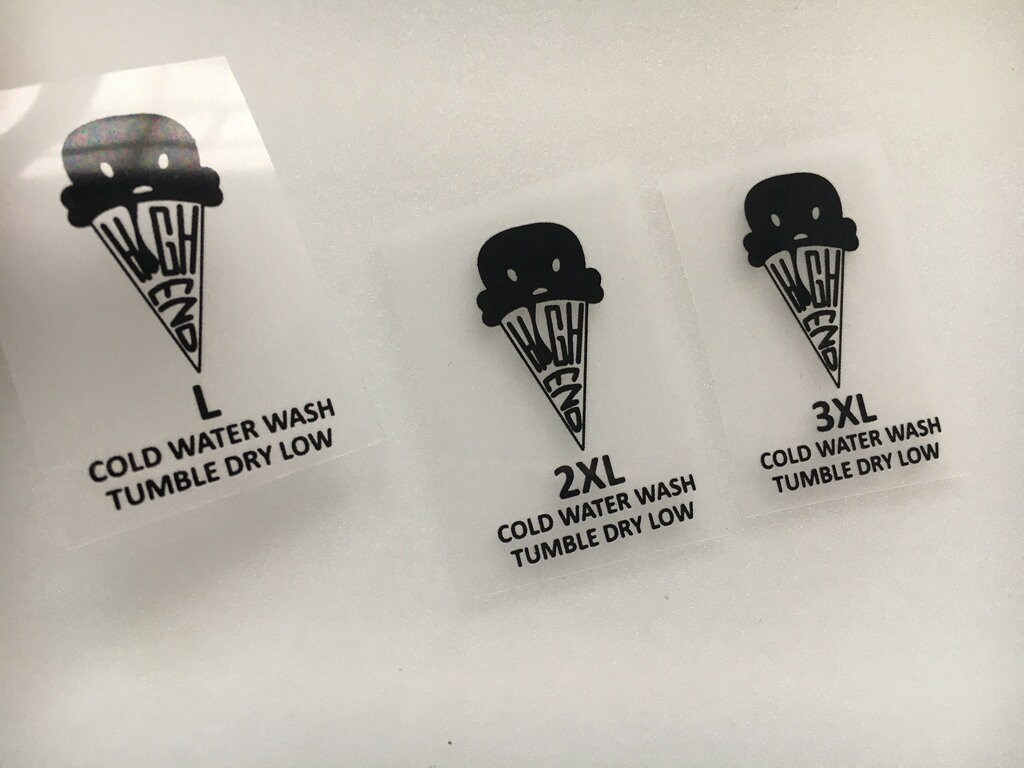 HIGH
END
L
COLD WATER WASH
TUMBLE DRY LOW
HIGH
END
2XL
COLD WATER WASH
TUMBLE DRY LOW
HIGH
END
3XL
COLD WATER WASH
TUMBLE DRY LOW